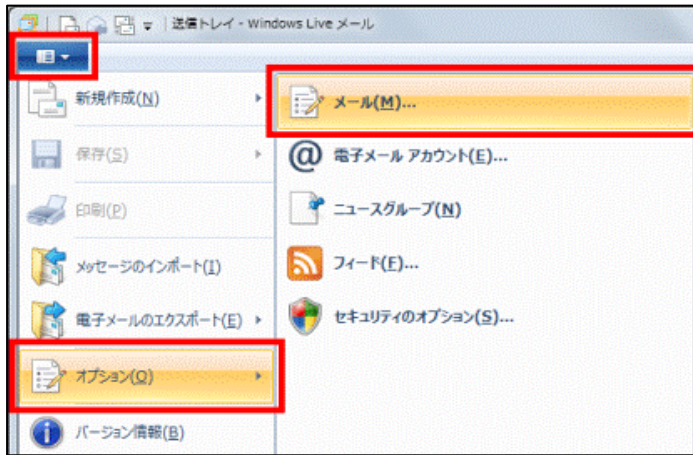 送信トレイ - Windows Live メール
新規作成(N)
保存(S)
印刷(P)
メッセージのインポート(I)
電子メールのエクスポート(E)
オプション(O)
バージョン情報(B)
メール(M)...
電子メール アカウント(E)...
ニュースグループ(N)
フィード(F)...
セキュリティのオプション(S)...